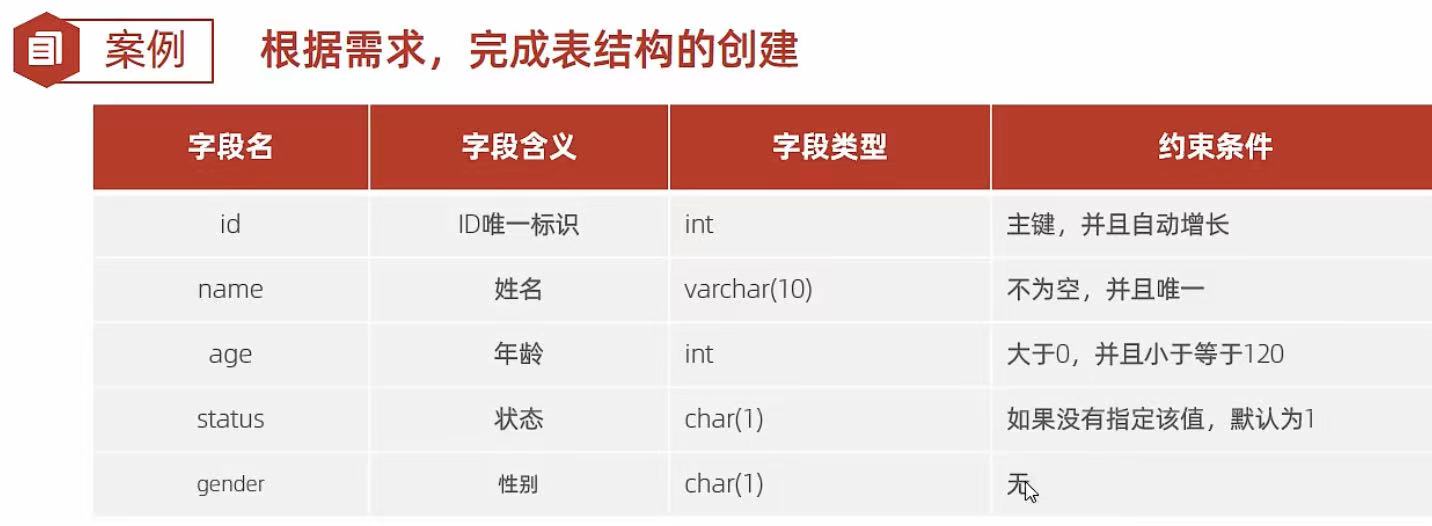 案例 根据需求，完成表结构的创建
字段名 字段含义 字段类型 约束条件
id ID唯一标识 int 主键，并且自动增长
name 姓名 varchar(10) 不为空，并且唯一
age 年龄 int 大于0，并且小于等于120
status 状态 char(1) 如果没有指定该值，默认为1
gender 性别 char(1) 无